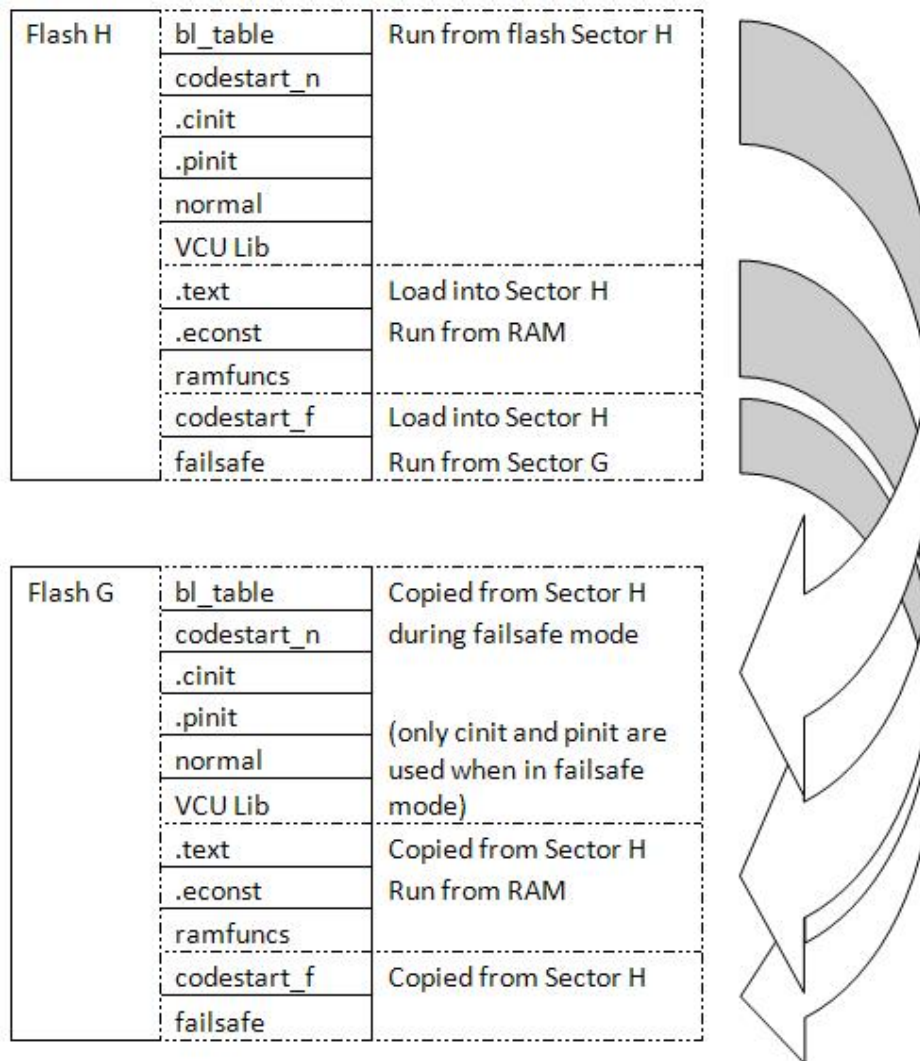 Flash H bl_table Run from flash Sector H
codestart_n
.cinit
.pinit
normal
VCU Lib
.text Load into Sector H
.econst Run from RAM
ramfuncs
codestart_f Load into Sector H
failsafe Run from Sector G
Flash G bl_table Copied from Sector H
codestart_n during failsafe mode
.cinit
.pinit (only cinit and pinit are
normal used when in failsafe
VCU Lib mode)
.text Copied from Sector H
.econst Run from RAM
ramfuncs
codestart_f Copied from Sector H
failsafe